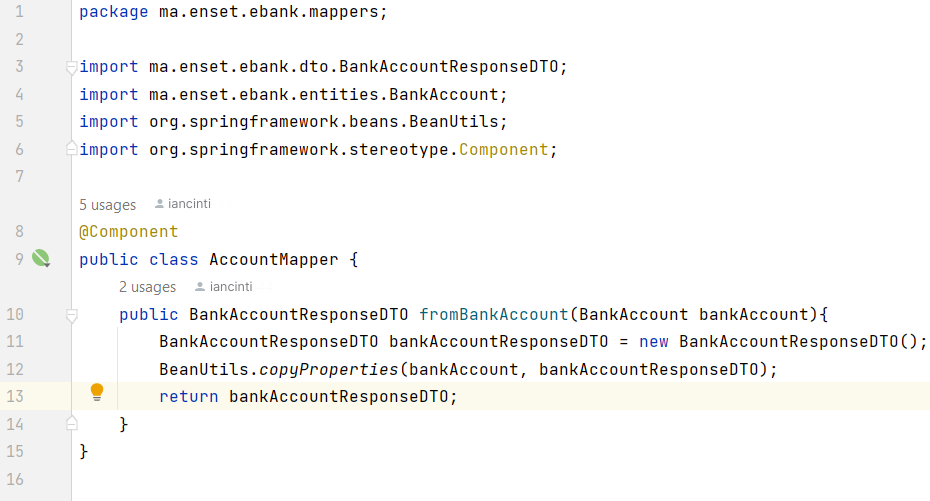 1 package ma.enset.ebank.mappers;
2
3 import ma.enset.ebank.dto.BankAccountResponseDTO;
4 import ma.enset.ebank.entities.BankAccount;
5 import org.springframework.beans.BeanUtils;
6 import org.springframework.stereotype.Component;
7
5 usages iancinti
8 @Component
9 public class AccountMapper {
2 usages iancinti
10 public BankAccountResponseDTO fromBankAccount(BankAccount bankAccount){
11 BankAccountResponseDTO bankAccountResponseDTO = new BankAccountResponseDTO();
12 BeanUtils.copyProperties(bankAccount, bankAccountResponseDTO);
13 return bankAccountResponseDTO;
14 }
15 }
16